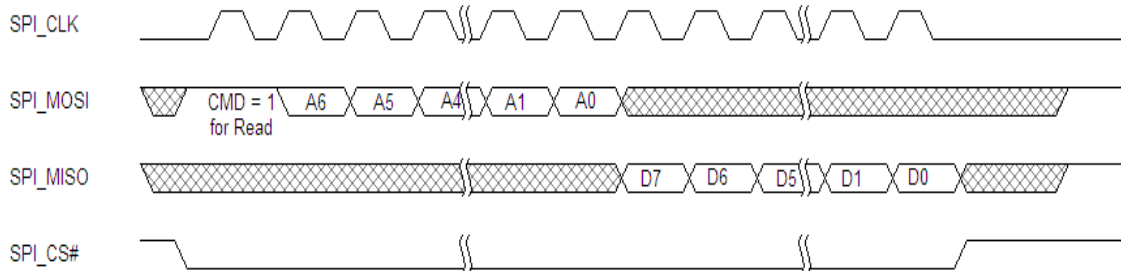 SPI_CLK
SPI_MOSI CMD = 1 A6 A5 A4 A1 A0
for Read
SPI_MISO D7 D6 D5 D1 D0
SPI_CS#